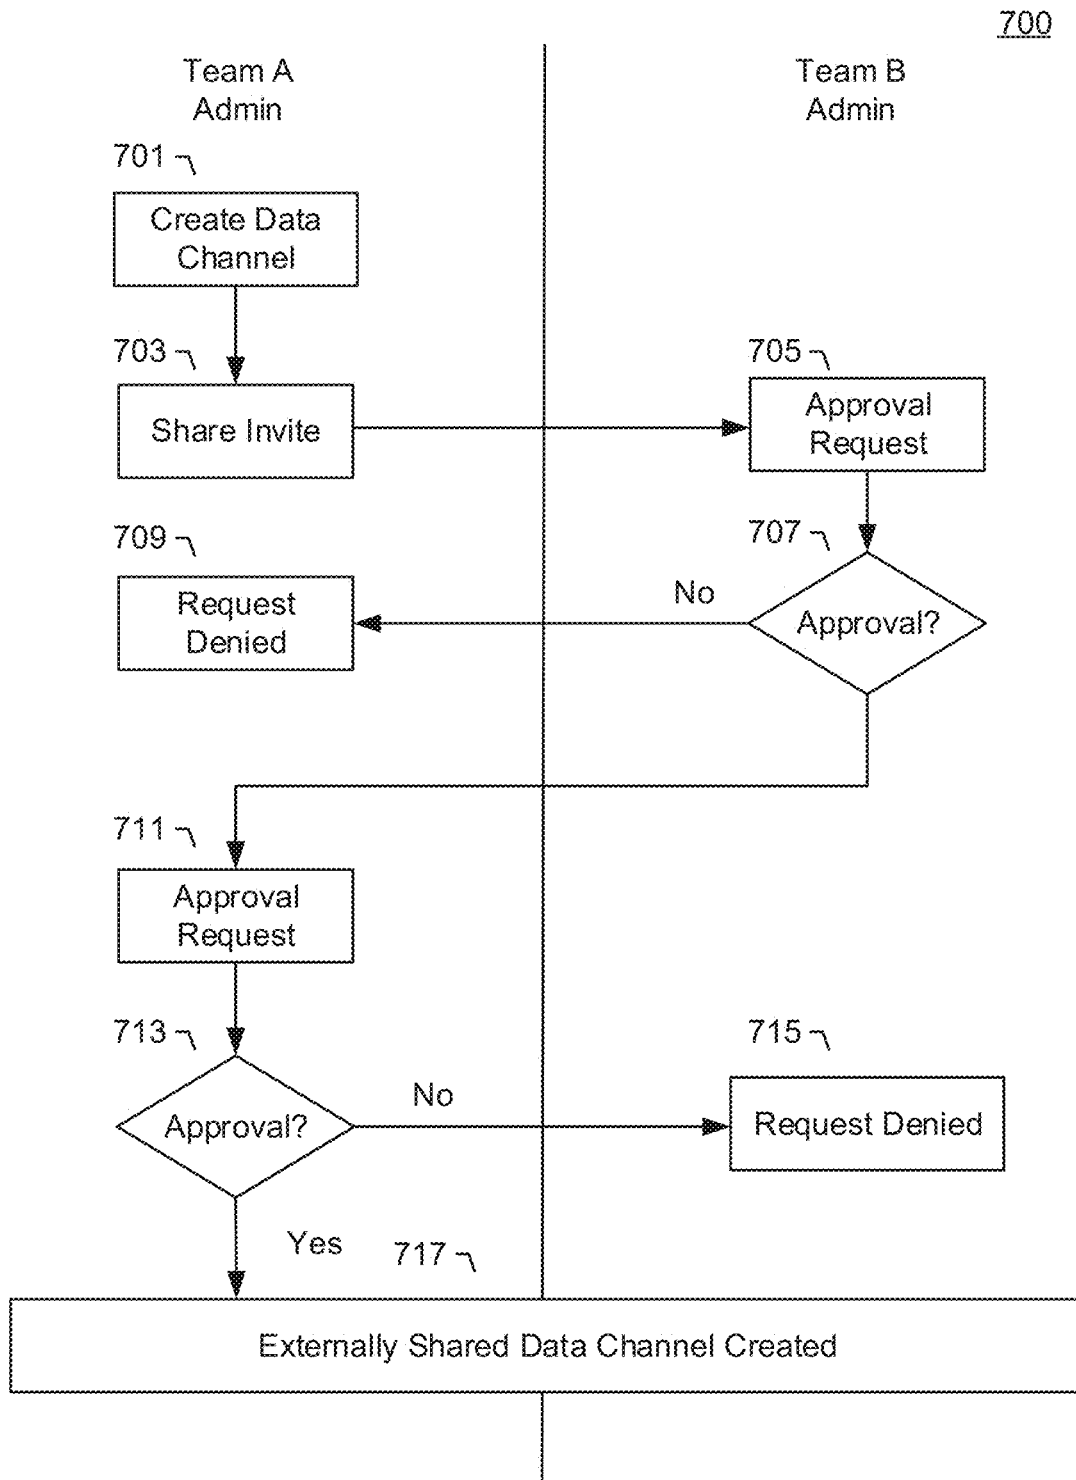 700
Team A
Admin
Team B
Admin
701
Create Data
Channel
703
Share Invite
705
Approval
Request
707
Approval?
No
709
Request
Denied
711
Approval
Request
713
Approval?
No
715
Request Denied
Yes
717
Externally Shared Data Channel Created